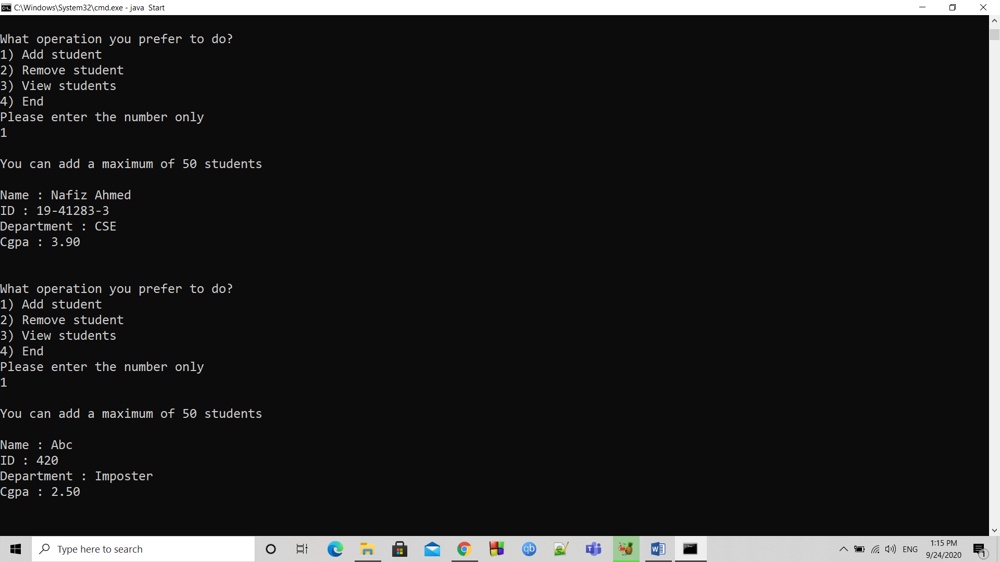 C:\Windows\System32\cmd.exe - java  Start
What operation you prefer to do?
1) Add student
2) Remove student
3) View students
4) End
Please enter the number only
1
You can add a maximum of 50 students
Name : Nafiz Ahmed
ID : 19-41283-3
Department : CSE
Cgpa : 3.90
What operation you prefer to do?
1) Add student
2) Remove student
3) View students
4) End
Please enter the number only
1
You can add a maximum of 50 students
Name : Abc
ID : 420
Department : Imposter
Cgpa : 2.50
Type here to search
qb
ENG
1:15 PM
9/24/2020
1